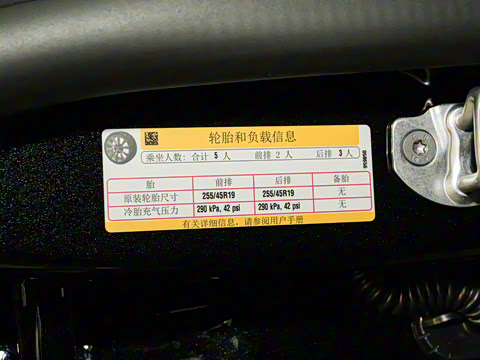 轮胎和负载信息
乘坐人数: 合计 5 人 前排 2 人 后排 3 人
胎 前排 后排 备胎
原装轮胎尺寸 255/45R19 255/45R19 无
冷胎充气压力 290 kPa, 42 psi 290 kPa, 42 psi 无
有关详细信息, 请参阅用户手册